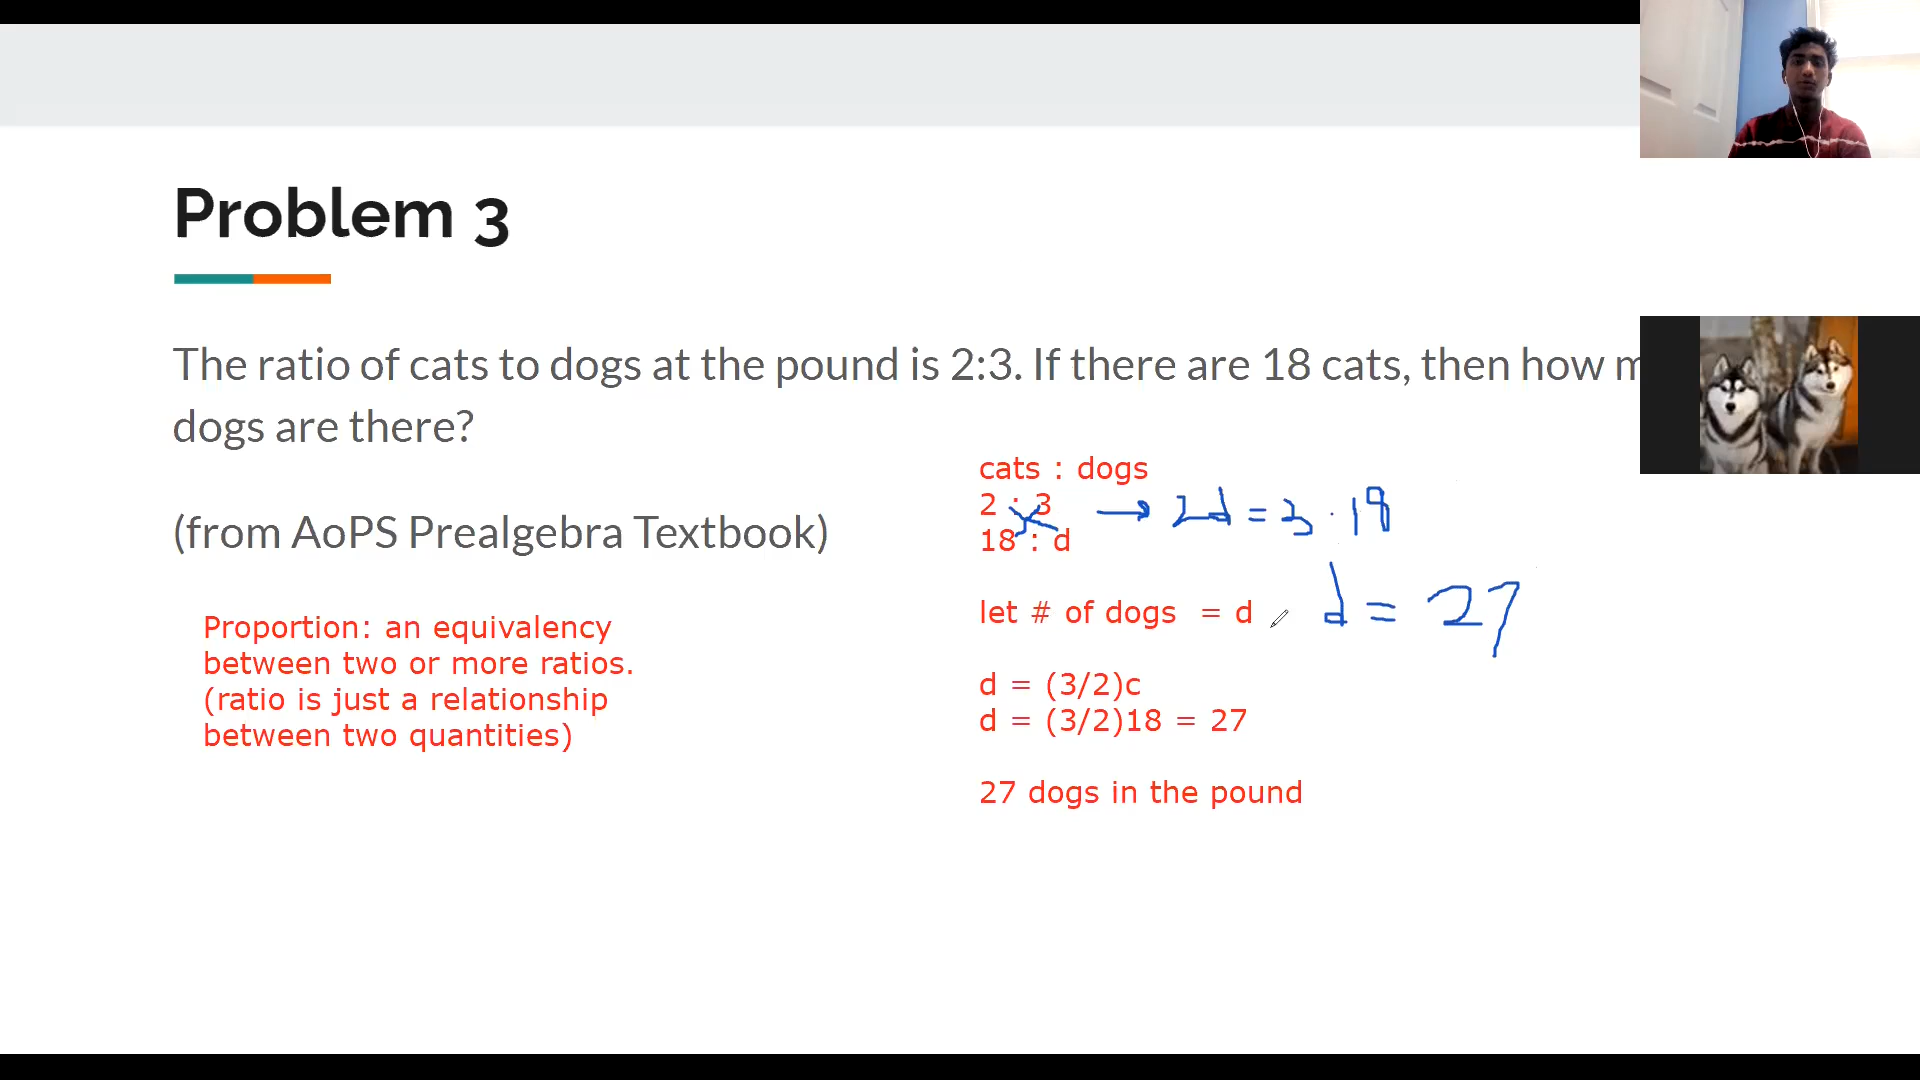 Problem 3
The ratio of cats to dogs at the pound is 2:3. If there are 18 cats, then how
dogs are there?
(from AoPS Prealgebra Textbook)
Proportion: an equivalency
between two or more ratios.
(ratio is just a relationship
between two quantities)
cats : dogs
2 : 3 → 2d = 3 · 18
18 : d
let # of dogs = d
d = 27
d = (3/2)c
d = (3/2)18 = 27
27 dogs in the pound